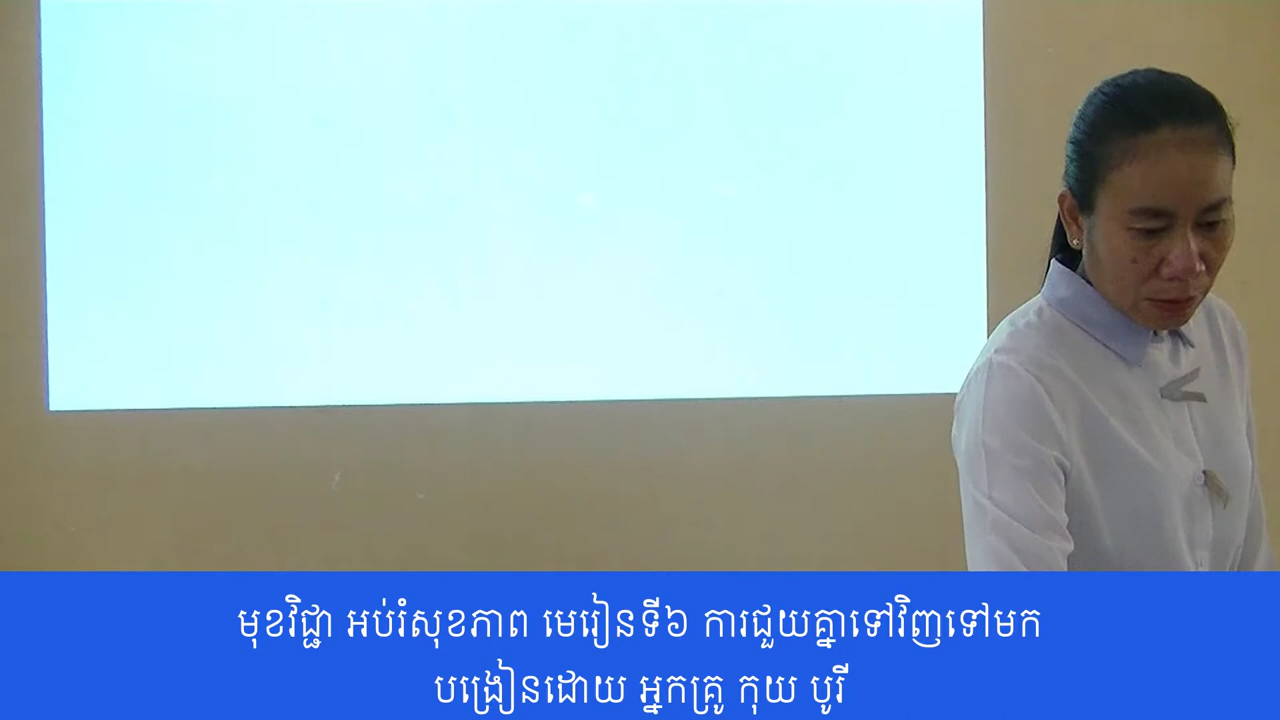 មុខវិជ្ជា អប់រំសុខភាព មេរៀនទី៦ ការជួយគ្នាទៅវិញទៅមក
បង្រៀនដោយ អ្នកគ្រូ កុយ បូរី